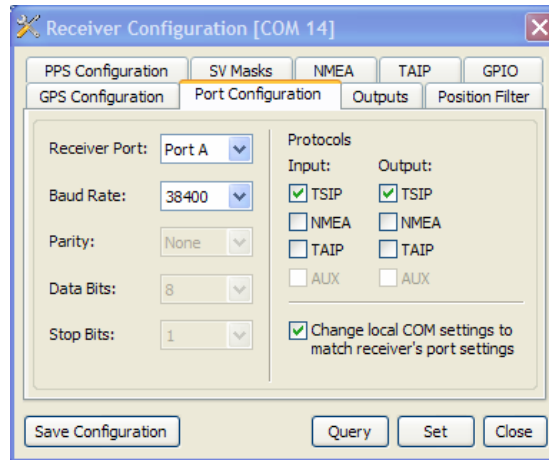 Receiver Configuration [COM 14]
PPS Configuration SV Masks NMEA TAIP GPIO
GPS Configuration Port Configuration Outputs Position Filter
Receiver Port: Port A
Baud Rate: 38400
Parity: None
Data Bits: 8
Stop Bits: 1
Protocols
Input: Output:
TSIP TSIP
NMEA NMEA
TAIP TAIP
AUX AUX
Change local COM settings to
match receiver's port settings
Save Configuration Query Set Close